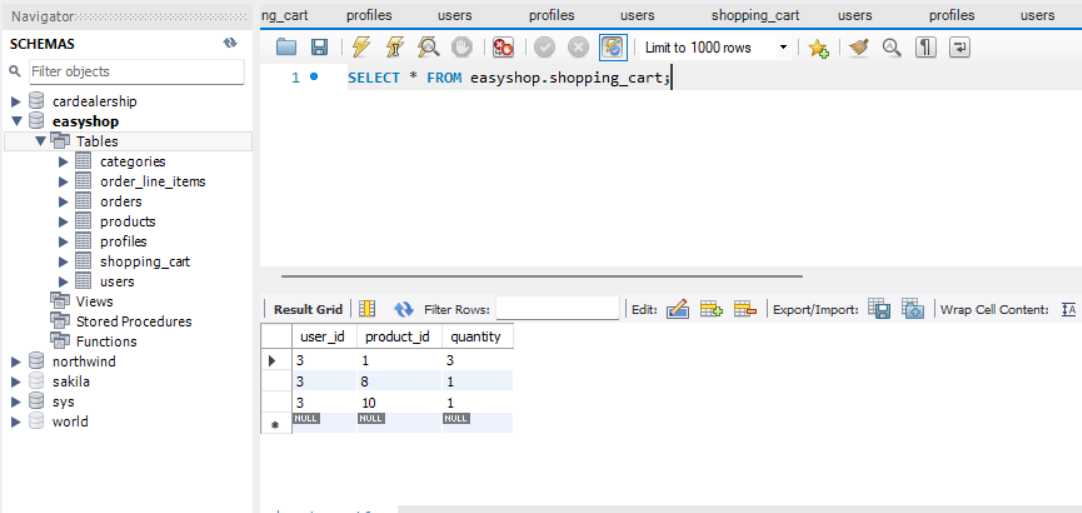 Navigator
SCHEMAS
Filter objects
cardealership
easyshop
Tables
categories
order_line_items
orders
products
profiles
shopping_cart
users
Views
Stored Procedures
Functions
northwind
sakila
sys
world
ng_cart profiles users profiles users shopping_cart users profiles users
Limit to 1000 rows
1 SELECT * FROM easyshop.shopping_cart;
Result Grid Filter Rows: Edit: Export/Import: Wrap Cell Content: IA
user_id product_id quantity
3 1 3
3 8 1
3 10 1
NULL NULL NULL